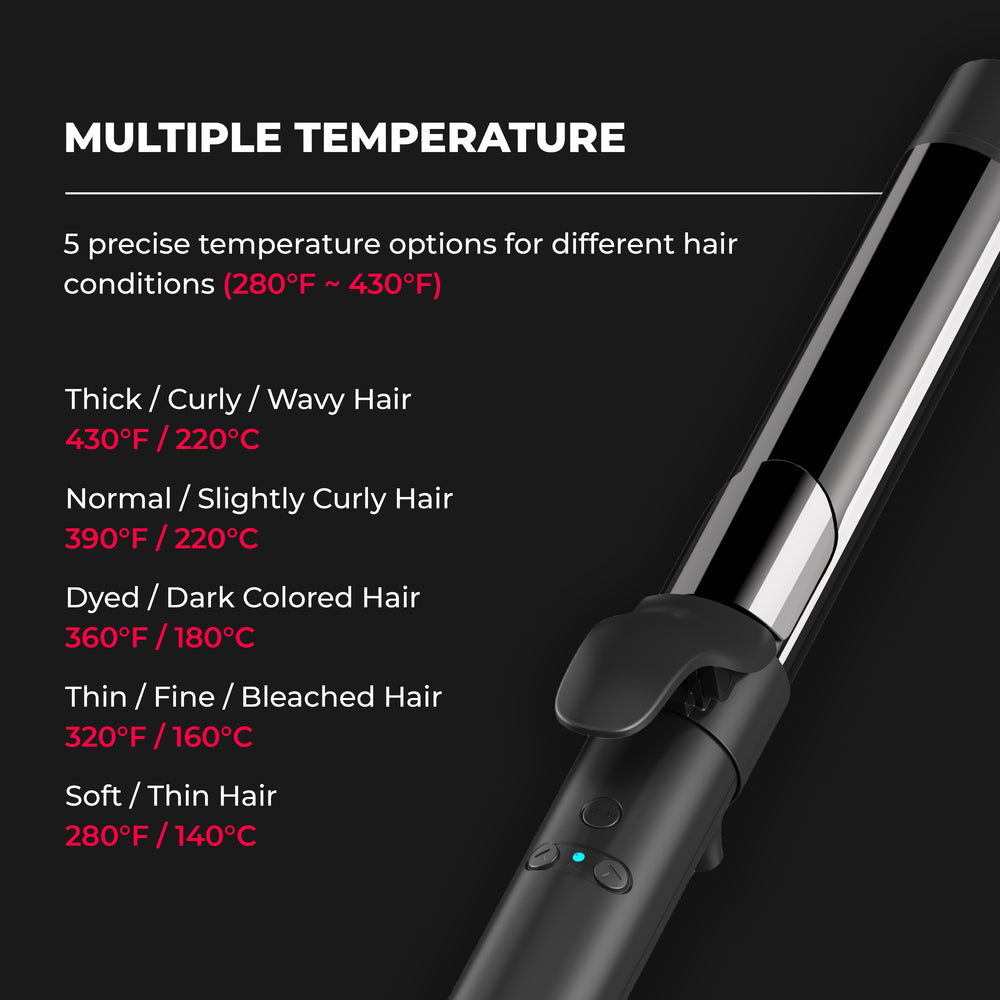 MULTIPLE TEMPERATURE
5 precise temperature options for different hair
conditions (280°F ~ 430°F)
Thick / Curly / Wavy Hair
430°F / 220°C
Normal / Slightly Curly Hair
390°F / 220°C
Dyed / Dark Colored Hair
360°F / 180°C
Thin / Fine / Bleached Hair
320°F / 160°C
Soft / Thin Hair
280°F / 140°C